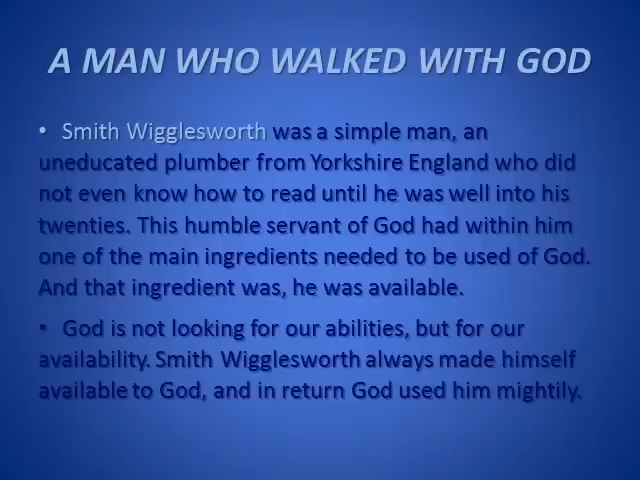 A MAN WHO WALKED WITH GOD
• Smith Wigglesworth was a simple man, an
uneducated plumber from Yorkshire England who did
not even know how to read until he was well into his
twenties. This humble servant of God had within him
one of the main ingredients needed to be used of God.
And that ingredient was, he was available.
• God is not looking for our abilities, but for our
availability. Smith Wigglesworth always made himself
available to God, and in return God used him mightily.